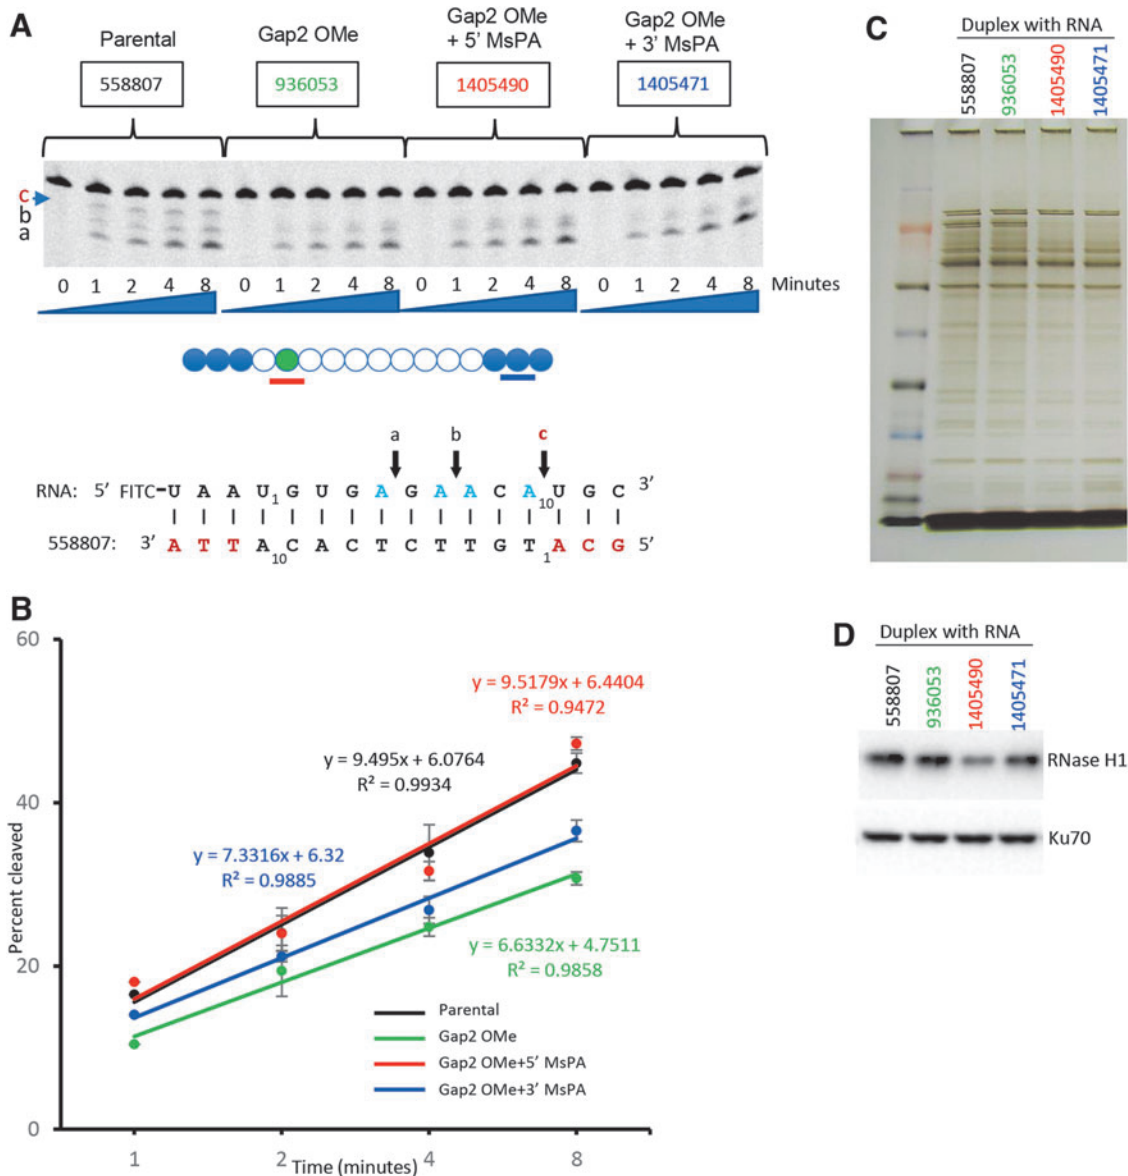 A
Parental
558807
Gap2 OMe
936053
Gap2 OMe
+ 5’ MsPA
1405490
Gap2 OMe
+ 3’ MsPA
1405471
c
b
a
0 1 2 4 8 0 1 2 4 8 0 1 2 4 8 0 1 2 4 8 Minutes
a b c
RNA: 5’ FITC-U A A U 1 G U G A G A A C A 10 U G C 3’
558807: 3’ A T T A 10 C A C T C T T G T 1 A C G 5’
B
Percent cleaved
60
40
20
0
y = 9.5179x + 6.4404
R² = 0.9472
y = 9.495x + 6.0764
R² = 0.9934
y = 7.3316x + 6.32
R² = 0.9885
y = 6.6332x + 4.7511
R² = 0.9858
Parental
Gap2 OMe
Gap2 OMe+5’ MsPA
Gap2 OMe+3’ MsPA
1 2 4 8
Time (minutes)
C
Duplex with RNA
558807
936053
1405490
1405471
D
Duplex with RNA
558807
936053
1405490
1405471
RNase H1
Ku70